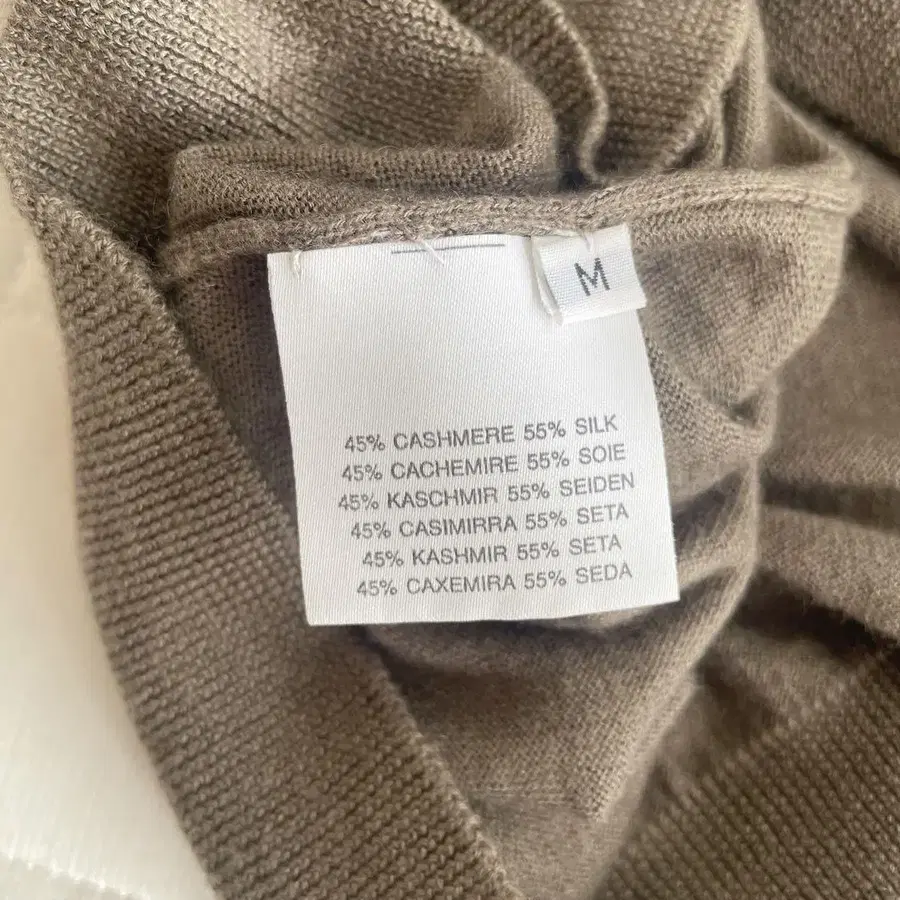 M
45% CASHMERE 55% SILK
45% CACHEMIRE 55% SOIE
45% KASCHMIR 55% SEIDEN
45% CASIMIRRA 55% SETA
45% KASHMIR 55% SETA
45% CAXEMIRA 55% SEDA